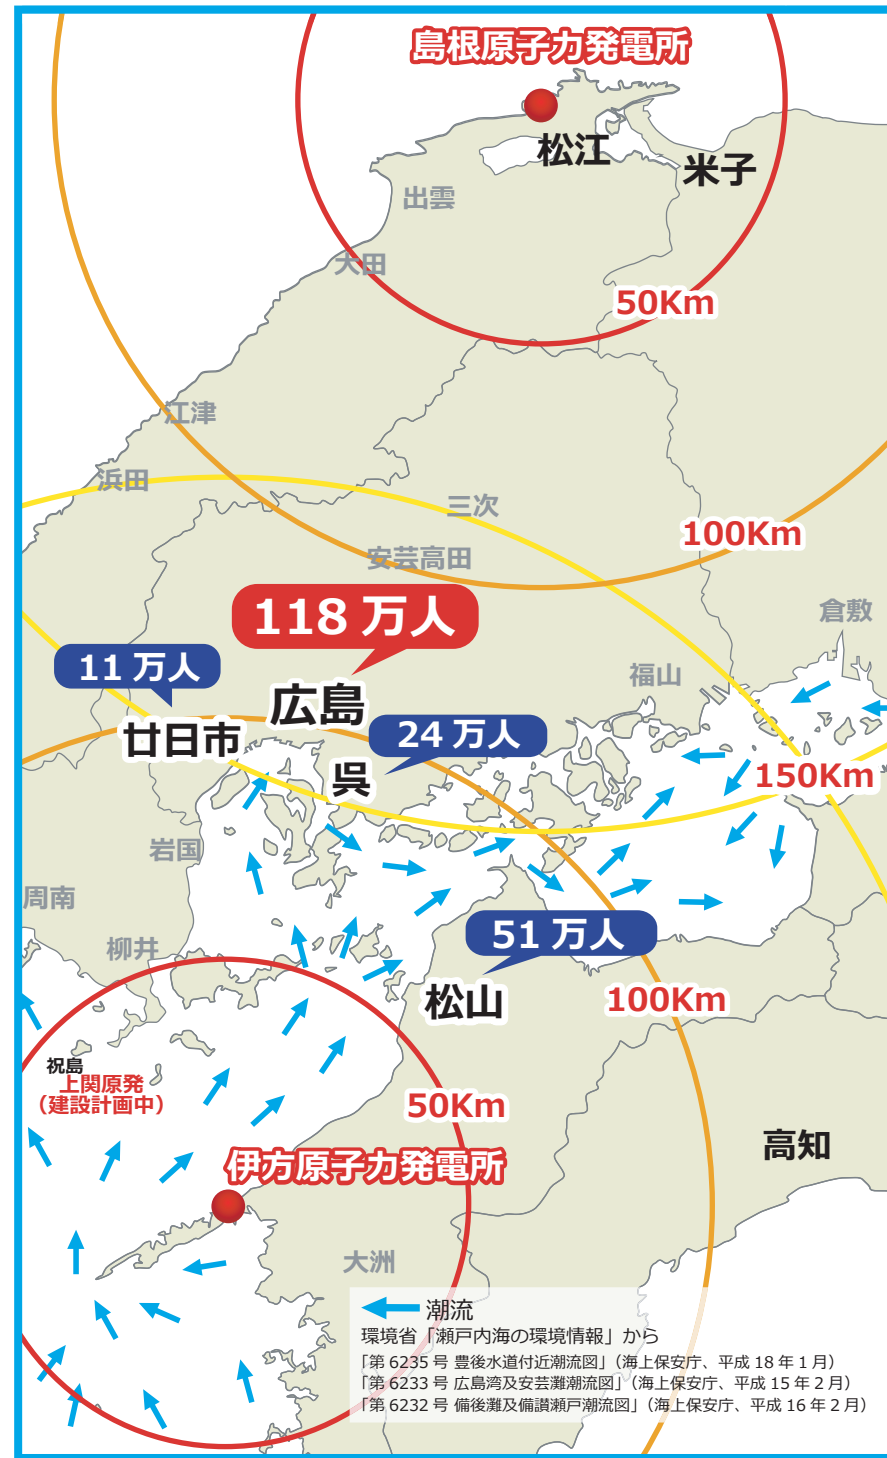 島根原子力発電所
松江
米子
出雲
大田
50Km
江津
浜田
三次
100Km
安芸高田
118 万人
倉敷
11 万人
福山
広島
廿日市
24 万人
呉
150Km
岩国
周南
51 万人
柳井
松山
100Km
祝島
上関原発
（建設計画中）
50Km
高知
伊方原子力発電所
大洲
潮流
環境省「瀬戸内海の環境情報」から
「第 6235 号 豊後水道付近潮流図」（海上保安庁、平成 18 年 1 月）
「第 6233 号 広島湾及安芸灘潮流図」（海上保安庁、平成 15 年 2 月）
「第 6232 号 備後灘及備讃瀬戸潮流図」（海上保安庁、平成 16 年 2 月）